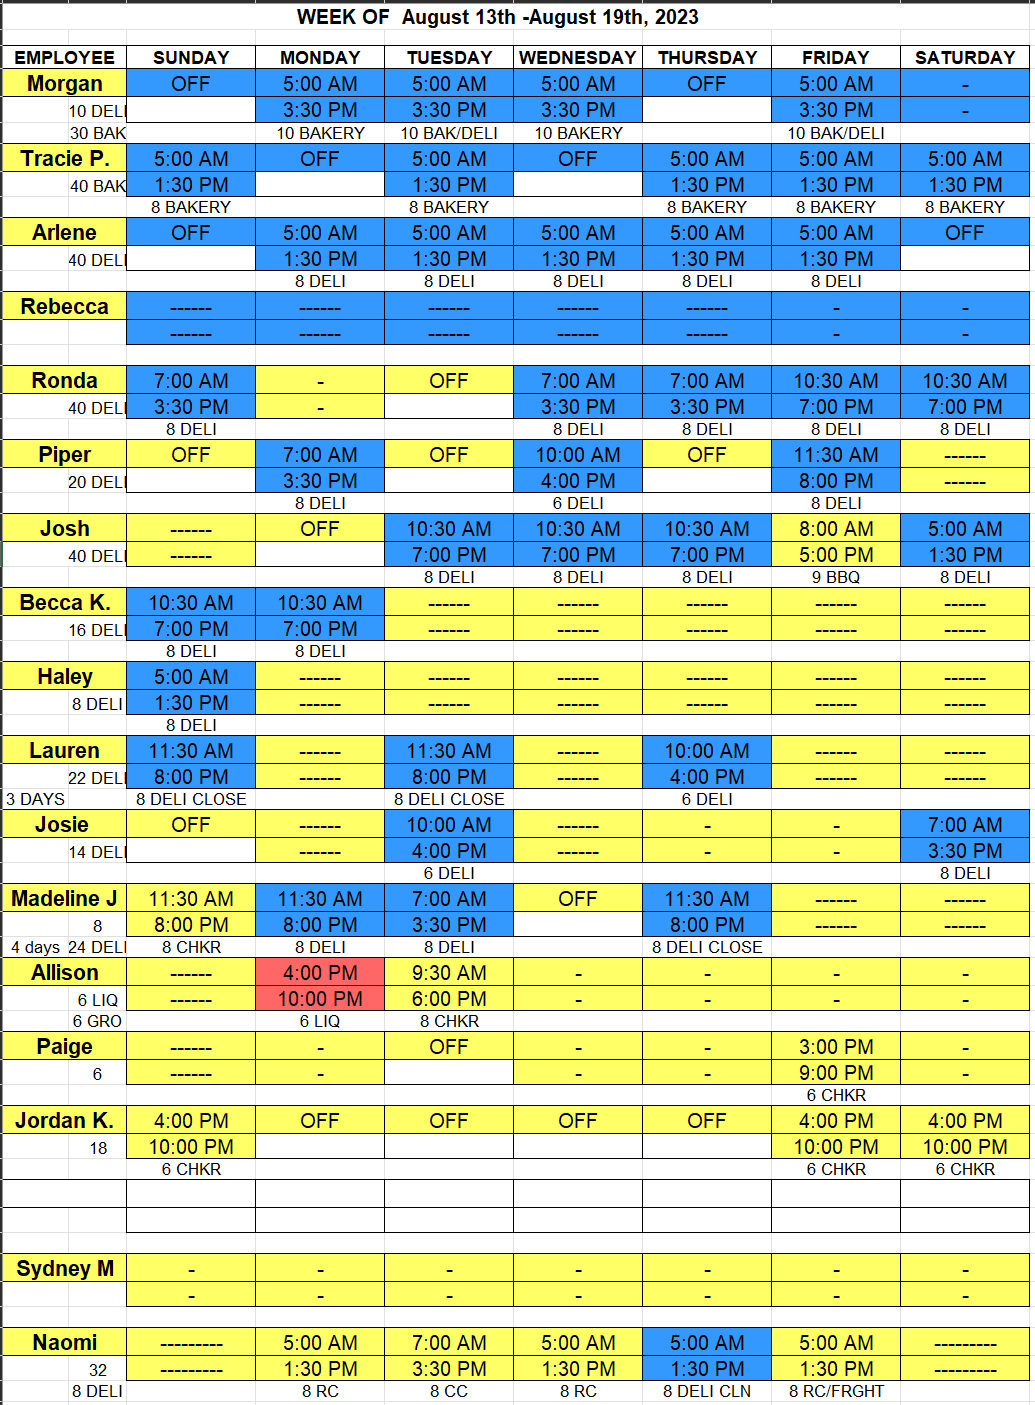 WEEK OF August 13th -August 19th, 2023
EMPLOYEE SUNDAY MONDAY TUESDAY WEDNESDAY THURSDAY FRIDAY SATURDAY
Morgan OFF 5:00 AM 5:00 AM 5:00 AM OFF 5:00 AM -
10 DELI 3:30 PM 3:30 PM 3:30 PM 3:30 PM -
30 BAK 10 BAKERY 10 BAK/DELI 10 BAKERY 10 BAK/DELI
Tracie P. 5:00 AM OFF 5:00 AM OFF 5:00 AM 5:00 AM 5:00 AM
40 BAK 1:30 PM 1:30 PM 1:30 PM 1:30 PM 1:30 PM
8 BAKERY 8 BAKERY 8 BAKERY 8 BAKERY 8 BAKERY
Arlene OFF 5:00 AM 5:00 AM 5:00 AM 5:00 AM 5:00 AM OFF
40 DELI 1:30 PM 1:30 PM 1:30 PM 1:30 PM 1:30 PM
8 DELI 8 DELI 8 DELI 8 DELI 8 DELI
Rebecca ------ ------ ------ ------ ------ - -
------ ------ ------ ------ ------ - -
Ronda 7:00 AM - OFF 7:00 AM 7:00 AM 10:30 AM 10:30 AM
40 DELI 3:30 PM - 3:30 PM 3:30 PM 7:00 PM 7:00 PM
8 DELI 8 DELI 8 DELI 8 DELI 8 DELI
Piper OFF 7:00 AM OFF 10:00 AM OFF 11:30 AM ------
20 DELI 3:30 PM 4:00 PM 8:00 PM ------
8 DELI 6 DELI 8 DELI
Josh ------ OFF 10:30 AM 10:30 AM 10:30 AM 8:00 AM 5:00 AM
40 DELI ------ 7:00 PM 7:00 PM 7:00 PM 5:00 PM 1:30 PM
8 DELI 8 DELI 8 DELI 9 BBQ 8 DELI
Becca K. 10:30 AM 10:30 AM ------ ------ ------ ------ ------
16 DELI 7:00 PM 7:00 PM ------ ------ ------ ------ ------
8 DELI 8 DELI
Haley 5:00 AM ------ ------ ------ ------ ------ ------
8 DELI 1:30 PM ------ ------ ------ ------ ------ ------
8 DELI
Lauren 11:30 AM ------ 11:30 AM ------ 10:00 AM ------ ------
22 DELI 8:00 PM ------ 8:00 PM ------ 4:00 PM ------ ------
3 DAYS 8 DELI CLOSE 8 DELI CLOSE 6 DELI
Josie OFF ------ 10:00 AM ------ - - 7:00 AM
14 DELI ------ 4:00 PM ------ - - 3:30 PM
6 DELI 8 DELI
Madeline J 11:30 AM 11:30 AM 7:00 AM OFF 11:30 AM ------ ------
8 8:00 PM 8:00 PM 3:30 PM 8:00 PM ------ ------
4 days 24 DELI 8 CHKR 8 DELI 8 DELI 8 DELI CLOSE
Allison ------ 4:00 PM 9:30 AM - - - -
6 LIQ ------ 10:00 PM 6:00 PM - - - -
6 GRO 6 LIQ 8 CHKR
Paige ------ - OFF - - 3:00 PM -
6 ------ - - - 9:00 PM -
6 CHKR
Jordan K. 4:00 PM OFF OFF OFF OFF 4:00 PM 4:00 PM
18 10:00 PM 10:00 PM 10:00 PM
6 CHKR 6 CHKR 6 CHKR
Sydney M - - - - - - -
- - - - - - -
Naomi --------- 5:00 AM 7:00 AM 5:00 AM 5:00 AM 5:00 AM ---------
32 --------- 1:30 PM 3:30 PM 1:30 PM 1:30 PM 1:30 PM ---------
8 DELI 8 RC 8 CC 8 RC 8 DELI CLN 8 RC/FRGHT